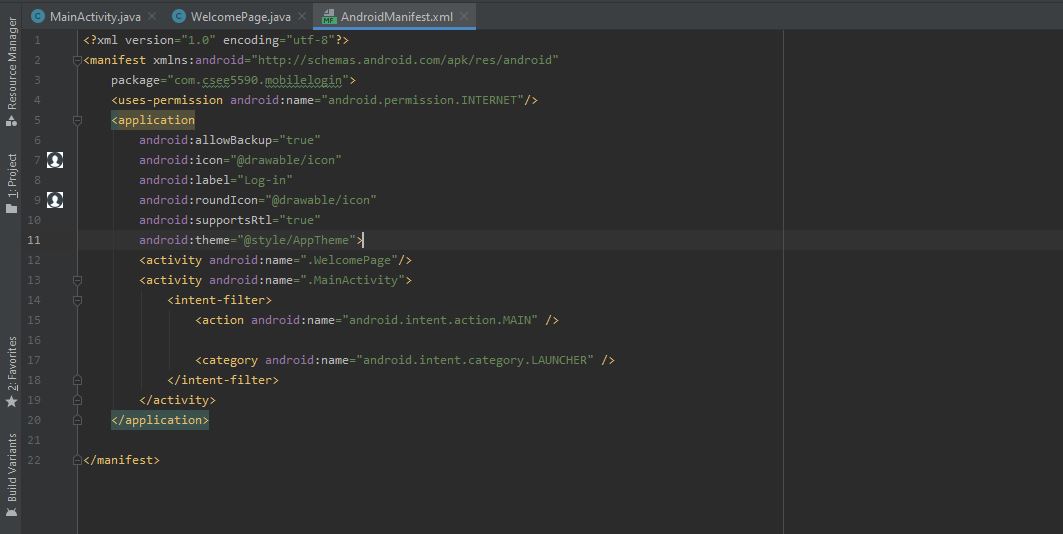 MainActivity.java
WelcomePage.java
AndroidManifest.xml
Resource Manager
1: Project
2: Favorites
Build Variants
1 <?xml version="1.0" encoding="utf-8"?>
2 <manifest xmlns:android="http://schemas.android.com/apk/res/android"
3 package="com.csee5590.mobilelogin">
4 <uses-permission android:name="android.permission.INTERNET"/>
5 <application
6 android:allowBackup="true"
7 android:icon="@drawable/icon"
8 android:label="Log-in"
9 android:roundIcon="@drawable/icon"
10 android:supportsRtl="true"
11 android:theme="@style/AppTheme">
12 <activity android:name=".WelcomePage"/>
13 <activity android:name=".MainActivity">
14 <intent-filter>
15 <action android:name="android.intent.action.MAIN" />
16
17 <category android:name="android.intent.category.LAUNCHER" />
18 </intent-filter>
19 </activity>
20 </application>
21
22 </manifest>